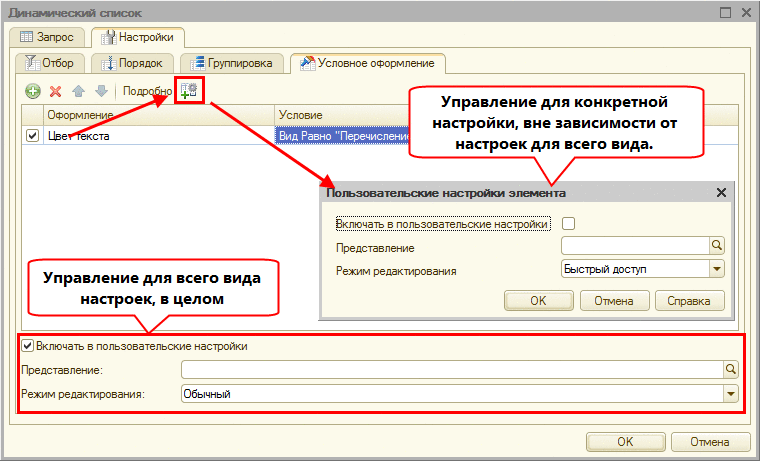 Динамический список
Запрос
Настройки
Отбор
Порядок
Группировка
Условное оформление
Подробно
Оформление
Условие
Цвет текста
Вид Равно "Перечисление
Управление для конкретной
настройки, вне зависимости от
настроек для всего вида.
Пользовательские настройки элемента
Включать в пользовательские настройки
Представление
Режим редактирования
Быстрый доступ
OK
Отмена
Справка
Управление для всего вида
настроек, в целом
Включать в пользовательские настройки
Представление:
Режим редактирования:
Обычный
OK
Отмена